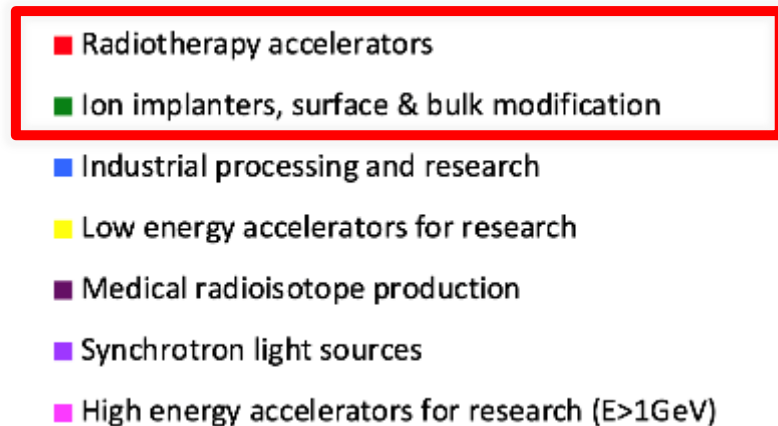 Radiotherapy accelerators
Ion implanters, surface & bulk modification
Industrial processing and research
Low energy accelerators for research
Medical radioisotope production
Synchrotron light sources
High energy accelerators for research (E>1GeV)